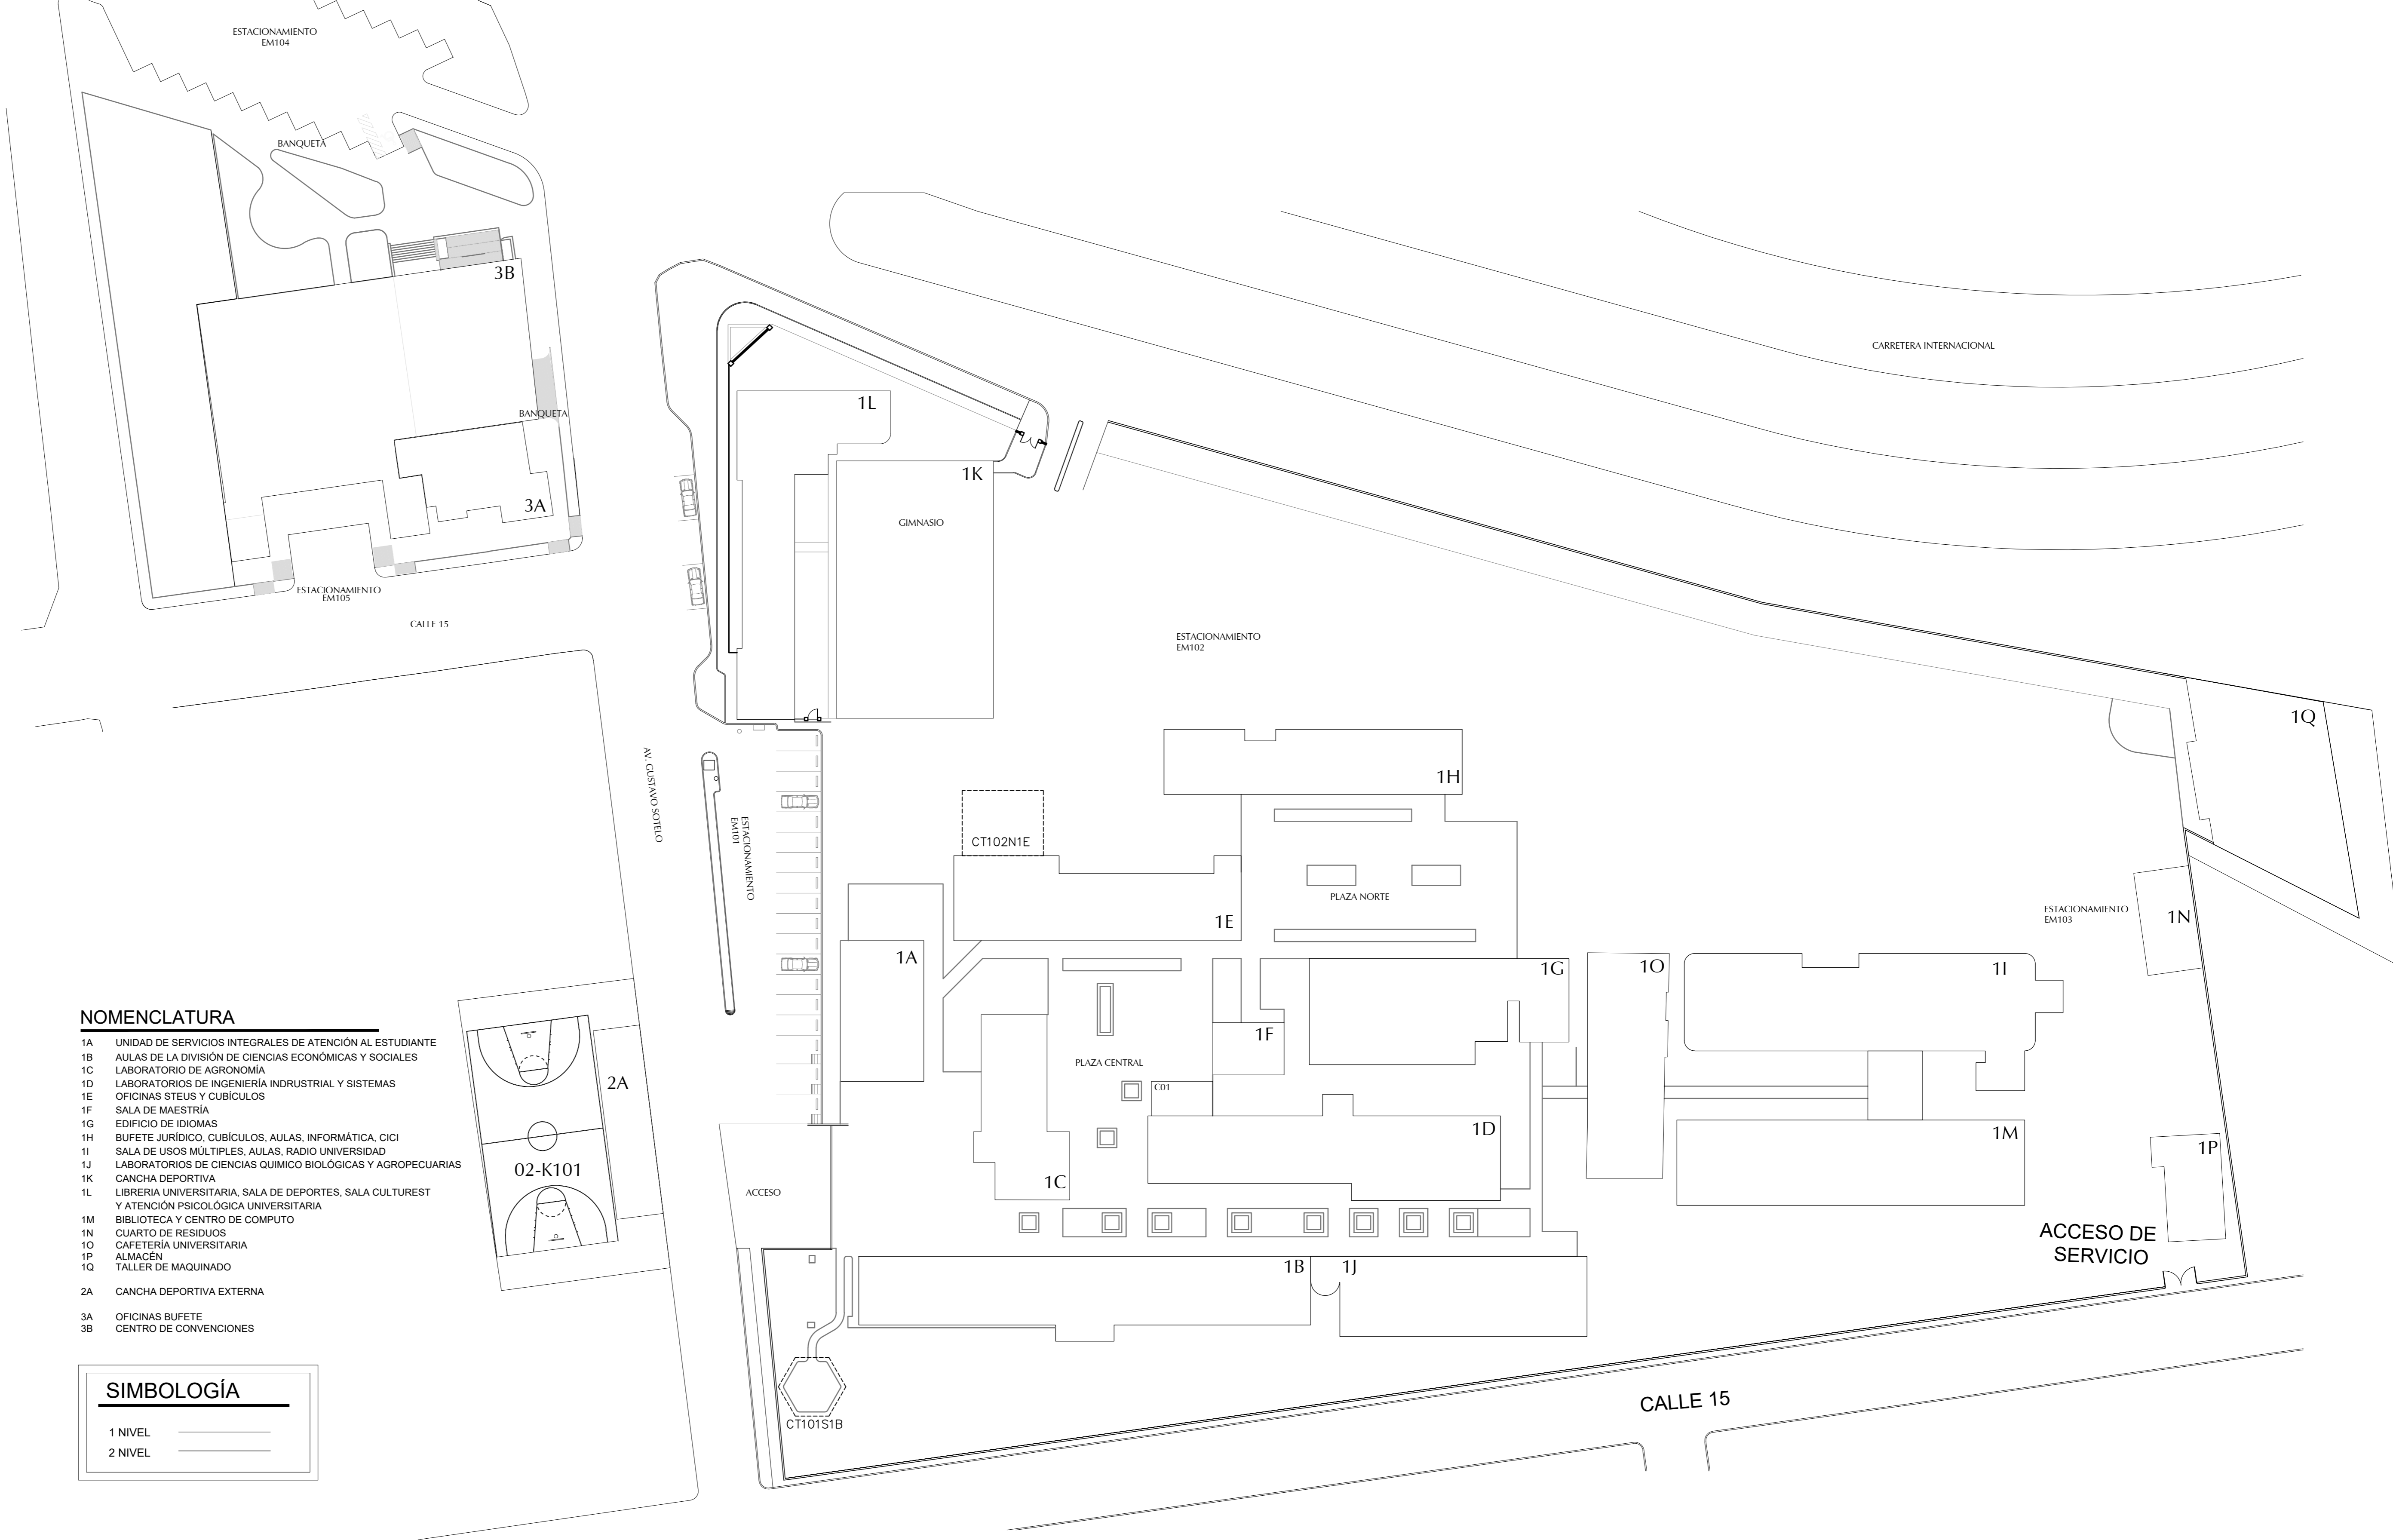 ESTACIONAMIENTO
EM104
BANQUETA
3B
CARRETERA INTERNACIONAL
1L
BANQUETA
1K
3A
GIMNASIO
ESTACIONAMIENTO
EM105
CALLE 15
ESTACIONAMIENTO
EM102
1Q
AV. GUSTAVO SOTELO
1H
ESTACIONAMIENTO
EM101
CT102N1E
PLAZA NORTE
1E
ESTACIONAMIENTO
EM103
1N
1A
1G
1O
1I
1F
PLAZA CENTRAL
C01
2A
1D
1M
1P
02-K101
1C
ACCESO
ACCESO DE
SERVICIO
1B
1J
CT101S1B
CALLE 15
NOMENCLATURA
1A UNIDAD DE SERVICIOS INTEGRALES DE ATENCIÓN AL ESTUDIANTE
1B AULAS DE LA DIVISIÓN DE CIENCIAS ECONÓMICAS Y SOCIALES
1C LABORATORIO DE AGRONOMÍA
1D LABORATORIOS DE INGENIERÍA INDRUSTRIAL Y SISTEMAS
1E OFICINAS STEUS Y CUBÍCULOS
1F SALA DE MAESTRÍA
1G EDIFICIO DE IDIOMAS
1H BUFETE JURÍDICO, CUBÍCULOS, AULAS, INFORMÁTICA, CICI
1I SALA DE USOS MÚLTIPLES, AULAS, RADIO UNIVERSIDAD
1J LABORATORIOS DE CIENCIAS QUIMICO BIOLÓGICAS Y AGROPECUARIAS
1K CANCHA DEPORTIVA
1L LIBRERIA UNIVERSITARIA, SALA DE DEPORTES, SALA CULTUREST
Y ATENCIÓN PSICOLÓGICA UNIVERSITARIA
1M BIBLIOTECA Y CENTRO DE COMPUTO
1N CUARTO DE RESIDUOS
1O CAFETERÍA UNIVERSITARIA
1P ALMACÉN
1Q TALLER DE MAQUINADO
2A CANCHA DEPORTIVA EXTERNA
3A OFICINAS BUFETE
3B CENTRO DE CONVENCIONES
SIMBOLOGÍA
1 NIVEL
2 NIVEL